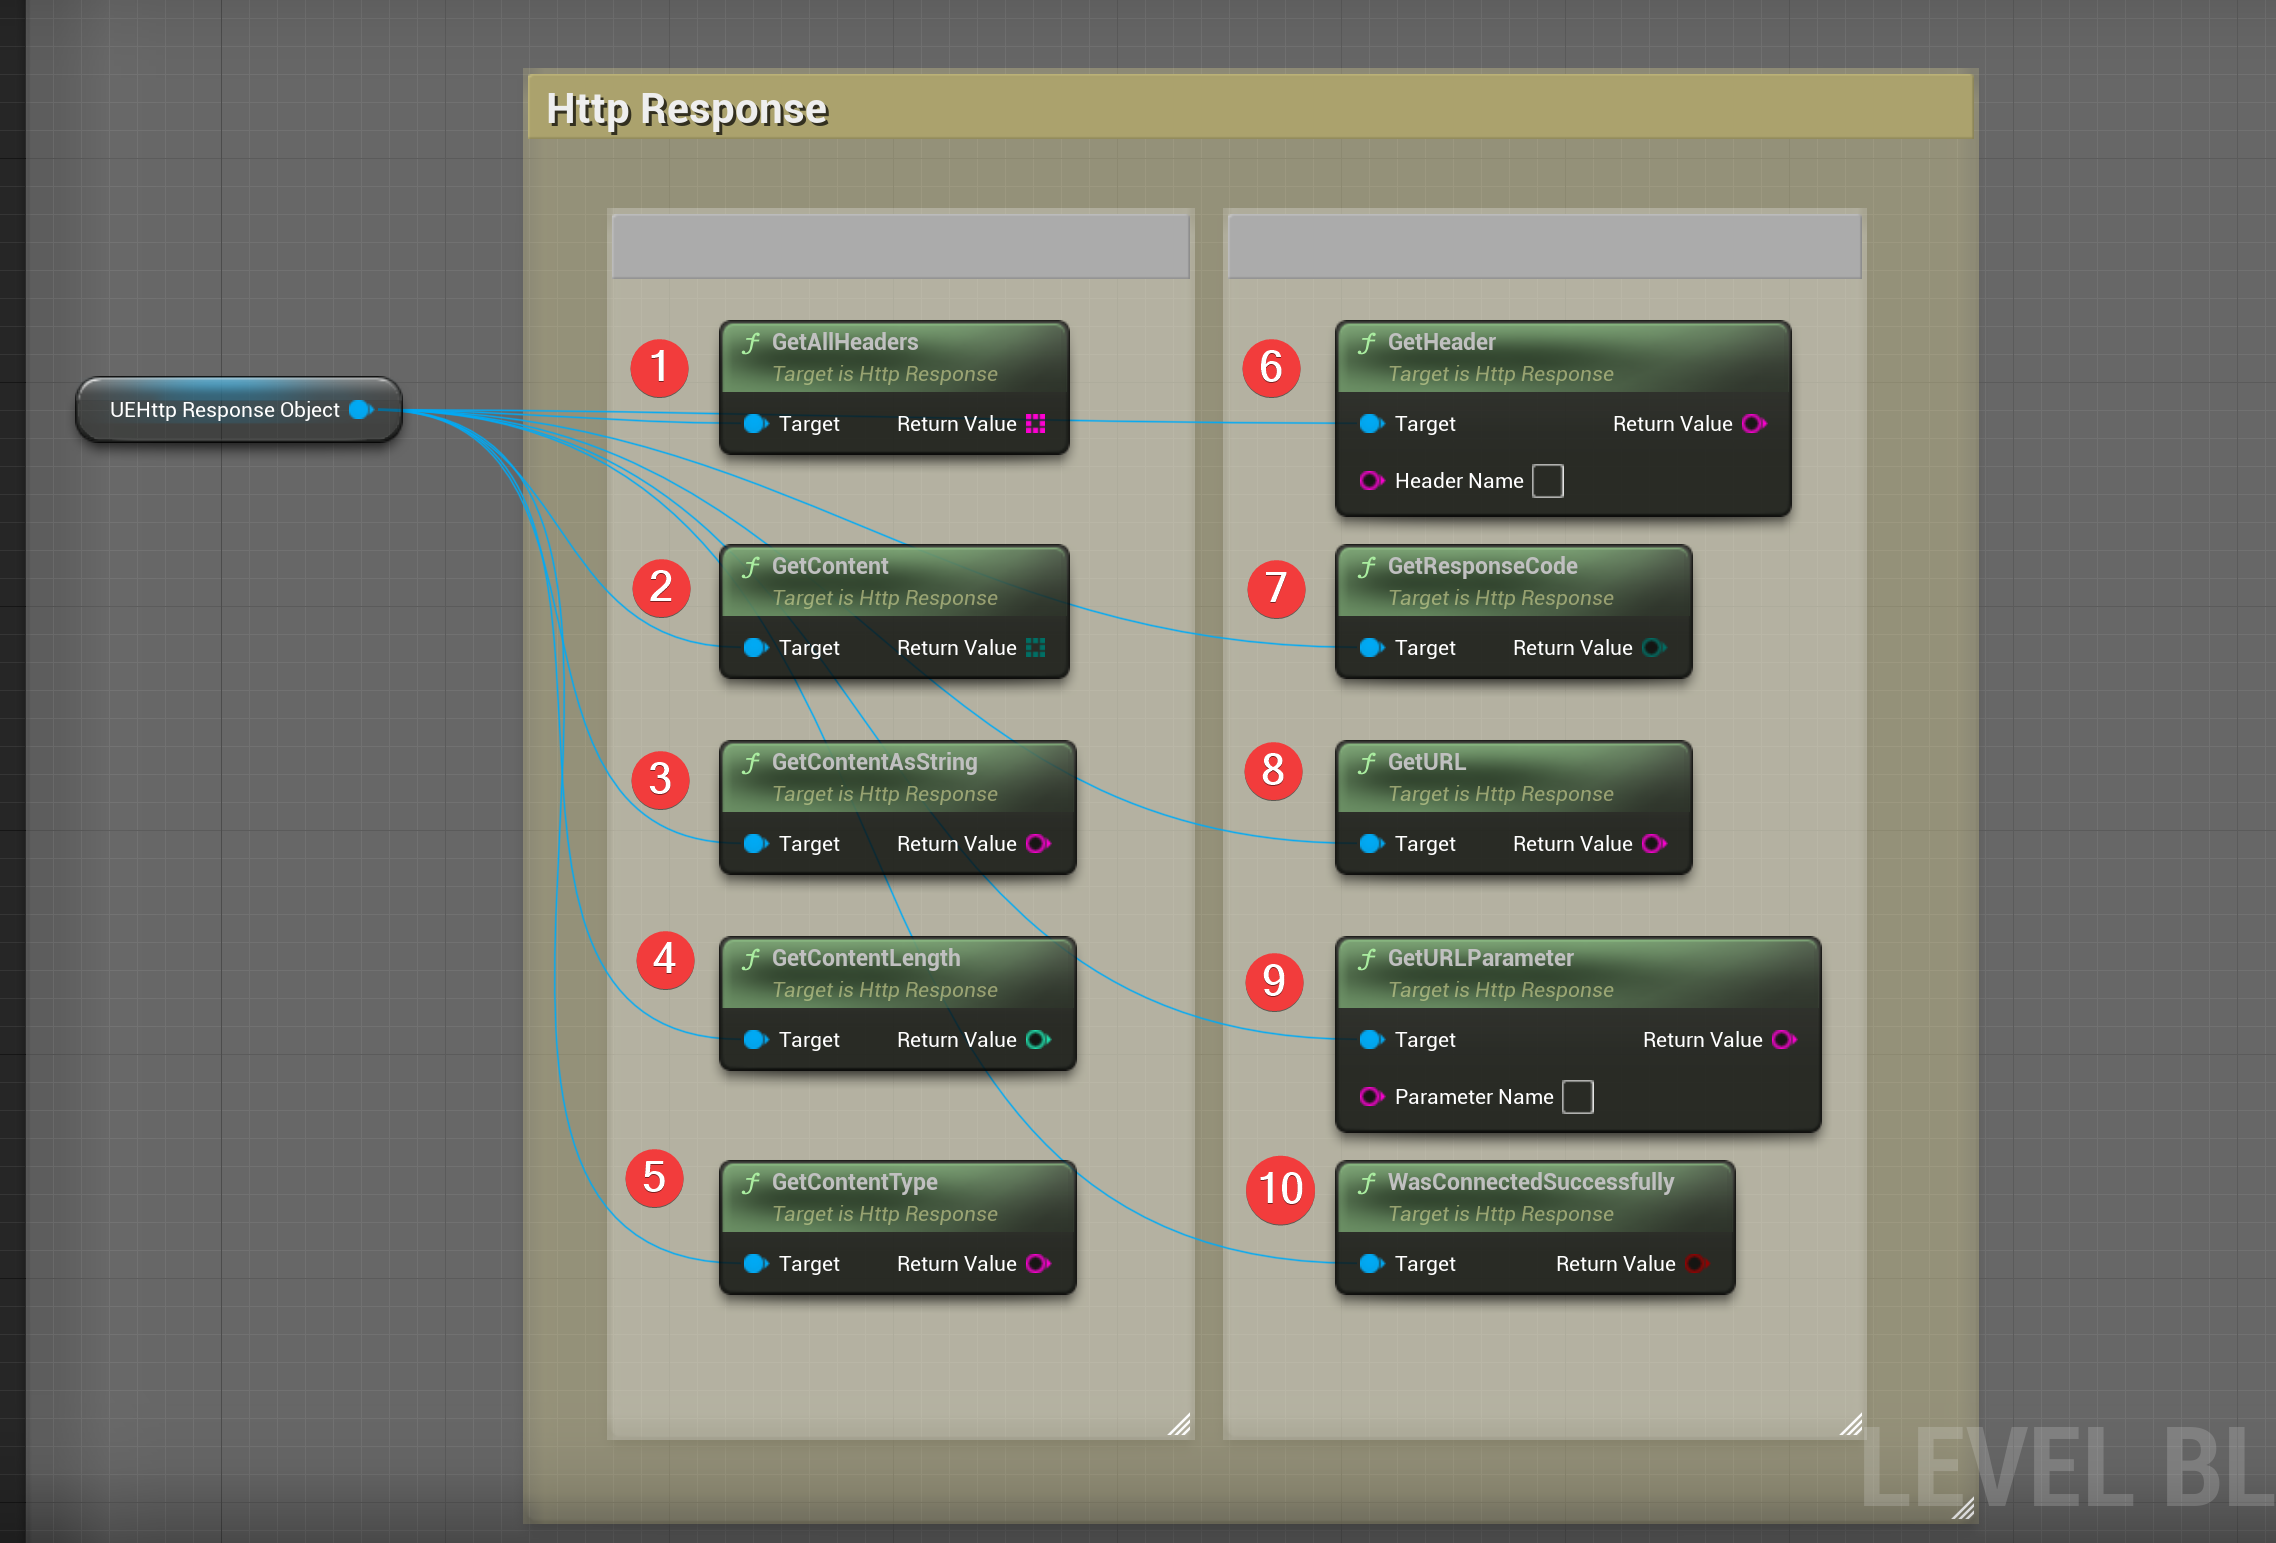 Http Response
UEHttp Response Object
1
f GetAllHeaders
Target is Http Response
Target Return Value
2
f GetContent
Target is Http Response
Target Return Value
3
f GetContentAsString
Target is Http Response
Target Return Value
4
f GetContentLength
Target is Http Response
Target Return Value
5
f GetContentType
Target is Http Response
Target Return Value
6
f GetHeader
Target is Http Response
Target Return Value
Header Name
7
f GetResponseCode
Target is Http Response
Target Return Value
8
f GetURL
Target is Http Response
Target Return Value
9
f GetURLParameter
Target is Http Response
Target Return Value
Parameter Name
10
f WasConnectedSuccessfully
Target is Http Response
Target Return Value
LEVEL BL